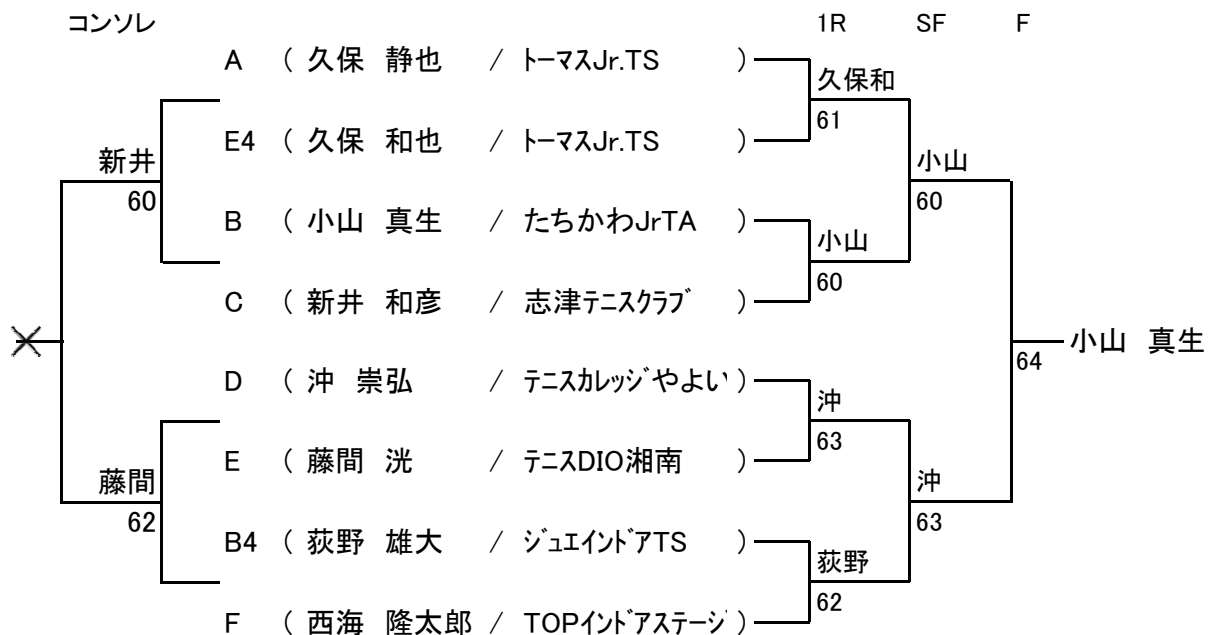 コンソレ 1R SF F
A ( 久保 静也 / トーマスJr.TS )
久保和
61
E4 ( 久保 和也 / トーマスJr.TS )
新井
小山
60
60
B ( 小山 真生 / たちかわJrTA )
小山
60
C ( 新井 和彦 / 志津テニスクラブ )
小山 真生
64
D ( 沖 崇弘 / テニスカレッジやよい )
沖
63
E ( 藤間 洸 / テニスDIO湘南 )
藤間
沖
62
63
B4 ( 荻野 雄大 / ジュエインドアTS )
荻野
62
F ( 西海 隆太郎 / TOPインドアステージ )